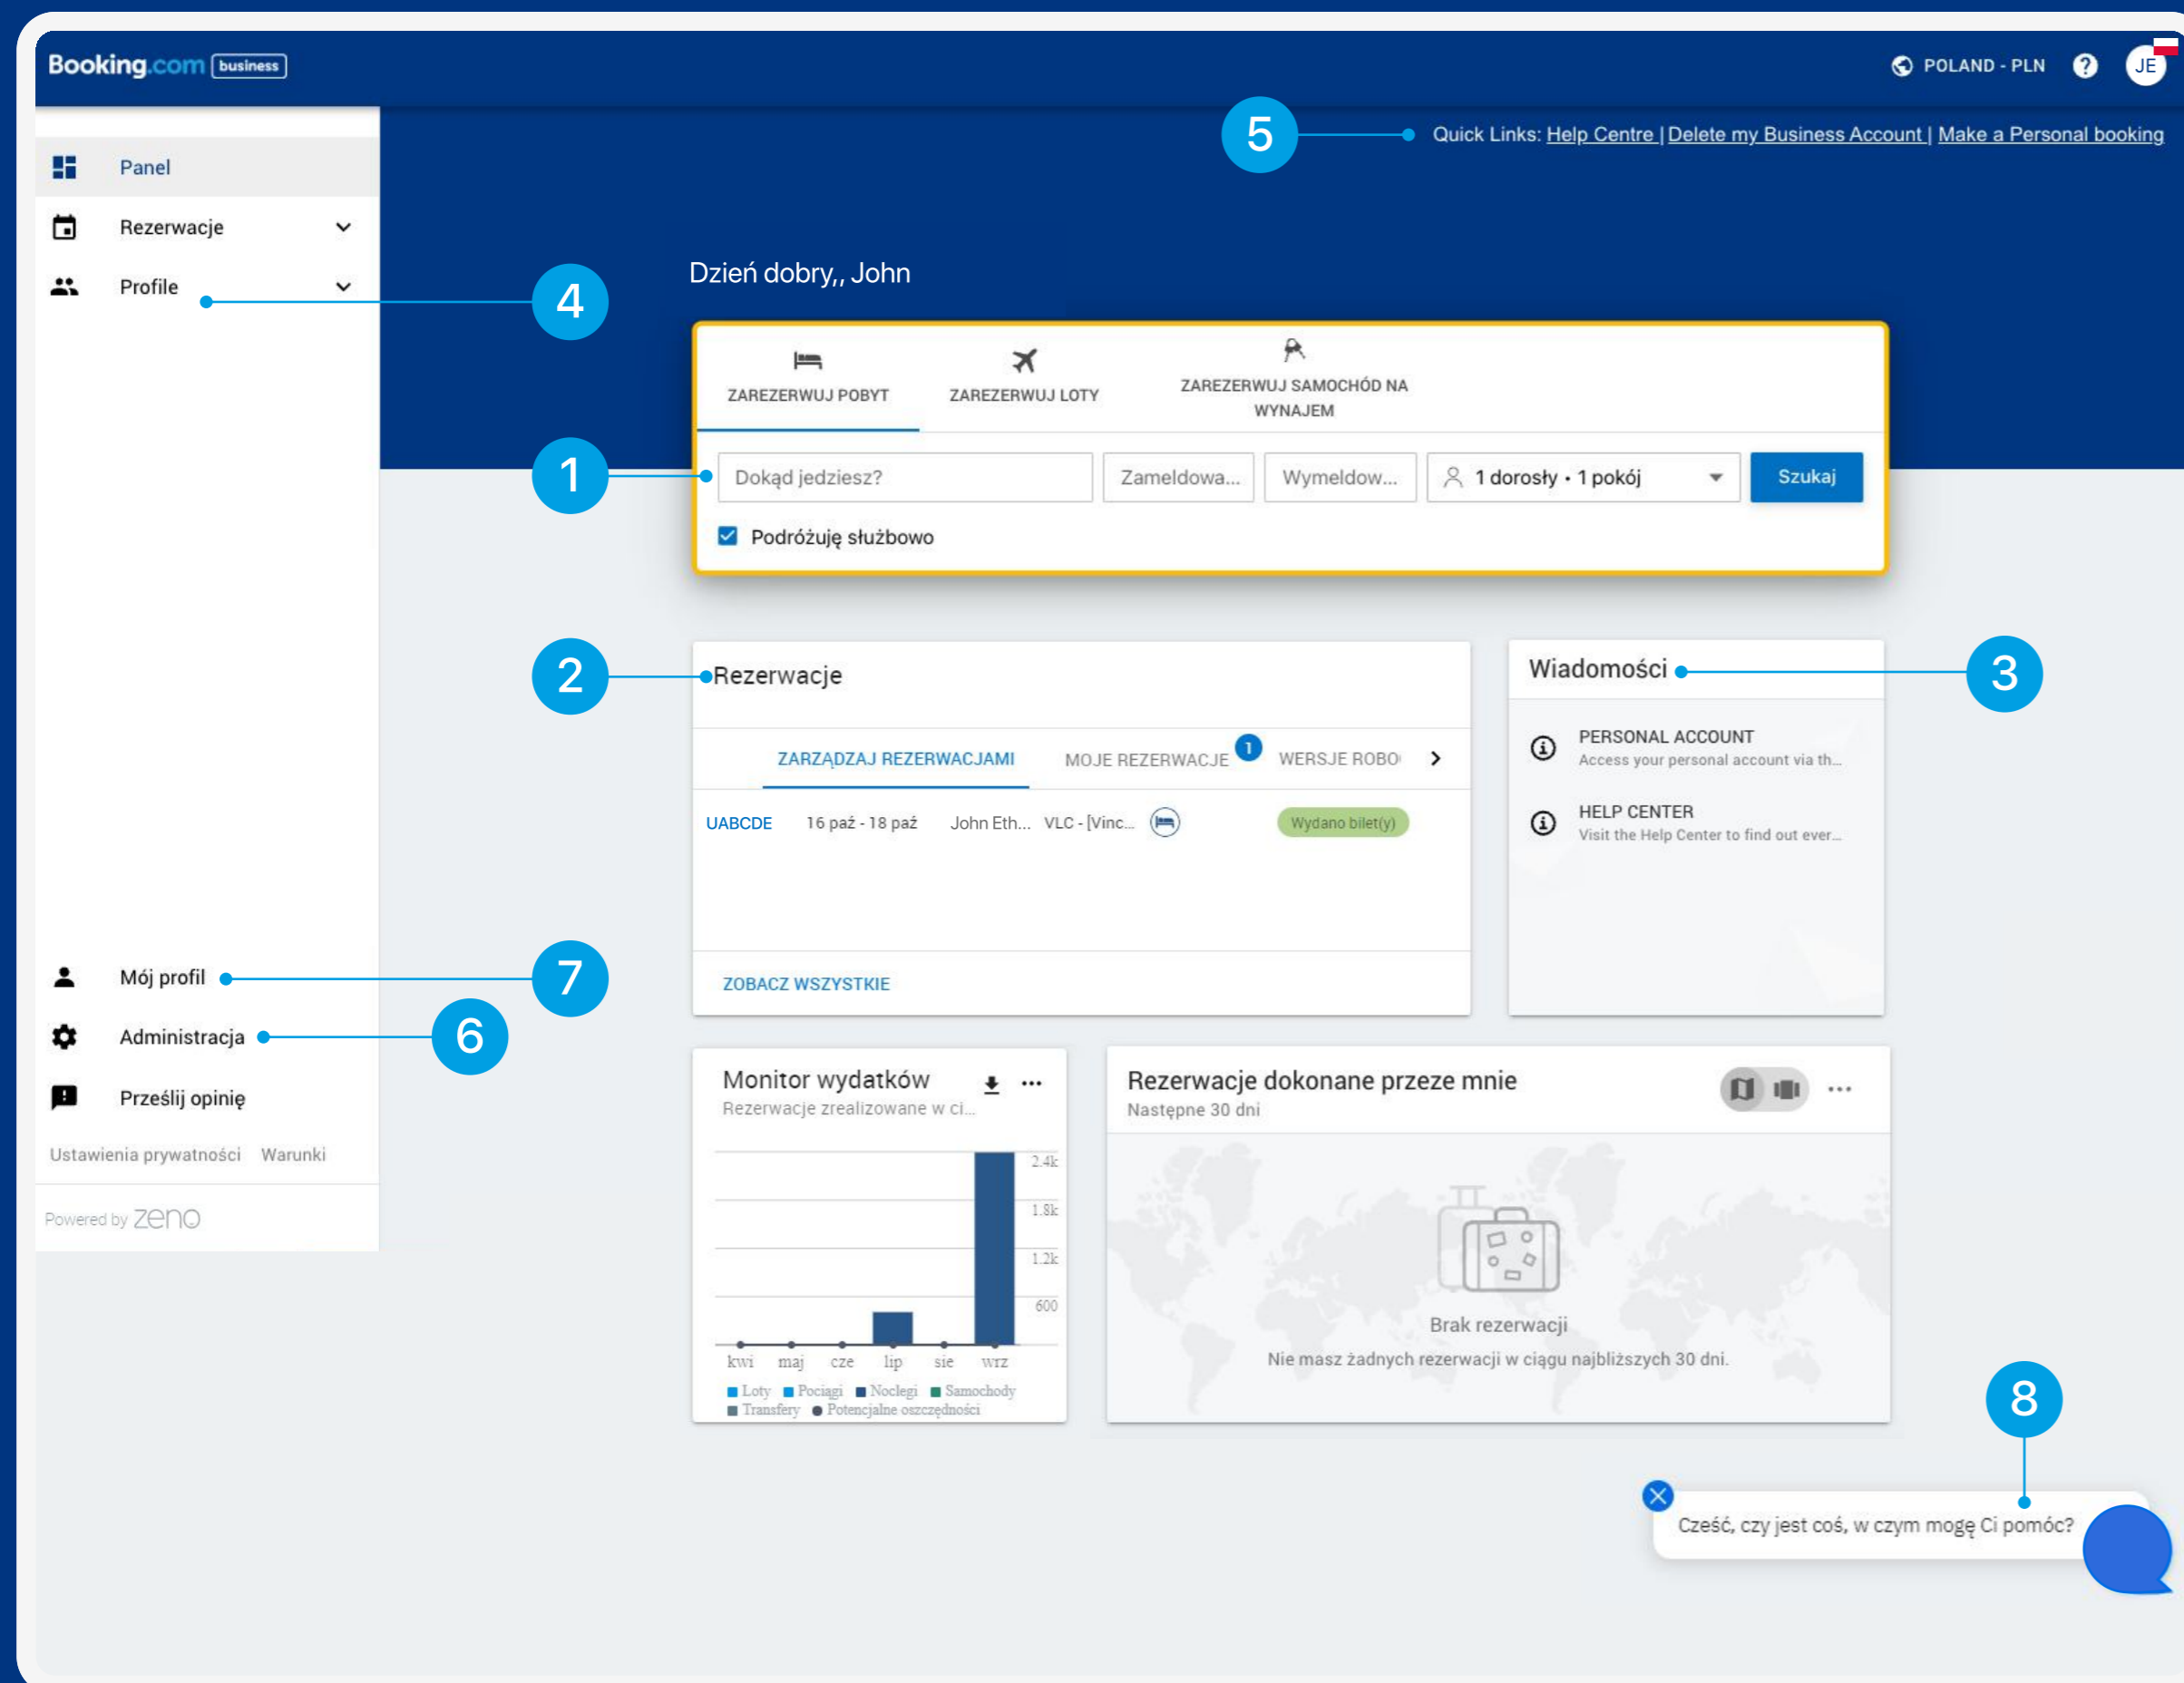 Booking.com business
POLAND - PLN ? JE
5 Quick Links: Help Centre | Delete my Business Account | Make a Personal booking
Panel
Rezerwacje
Profile
4
Dzień dobry,, John
ZAREZERWUJ POBYT
ZAREZERWUJ LOTY
ZAREZERWUJ SAMOCHÓD NA
WYNAJEM
1
Dokąd jedziesz? Zameldowa... Wymeldow... 1 dorosły • 1 pokój Szukaj
Podróżuję służbowo
2
Rezerwacje
ZARZĄDZAJ REZERWACJAMI MOJE REZERWACJE 1 WERSJE ROBO
UABCDE 16 paź - 18 paź John Eth... VLC - [Vinc... Wydano bilet(y)
ZOBACZ WSZYSTKIE
Wiadomości
3
PERSONAL ACCOUNT
Access your personal account via th...
HELP CENTER
Visit the Help Center to find out ever...
Mój profil
7
Administracja
6
Prześlij opinię
Ustawienia prywatności Warunki
Powered by zeno
Monitor wydatków
Rezerwacje zrealizowane w ci...
2.4k
1.8k
1.2k
600
kwi maj cze lip sie wrz
Loty Pociągi Noclegi Samochody
Transfery Potencjalne oszczędności
Rezerwacje dokonane przeze mnie
Następne 30 dni
Brak rezerwacji
Nie masz żadnych rezerwacji w ciągu najbliższych 30 dni.
8
Cześć, czy jest coś, w czym mogę Ci pomóc?